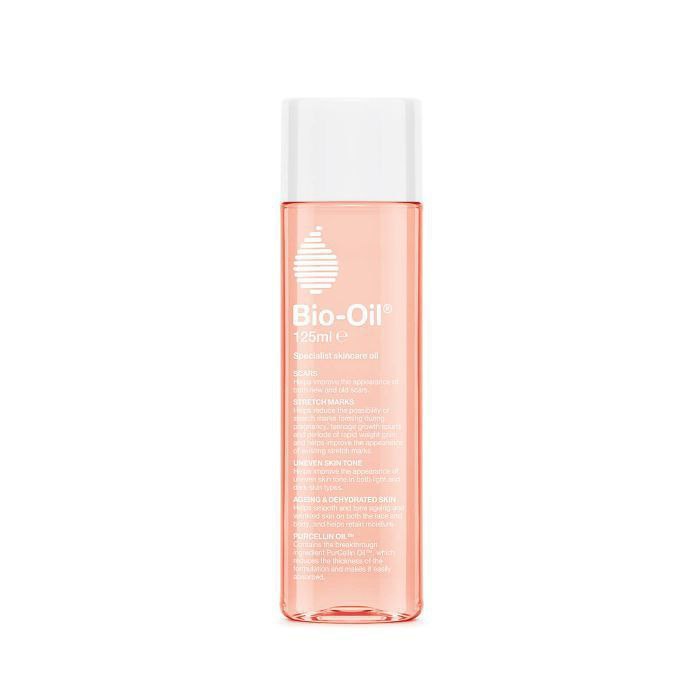 Bio-Oil®
125ml ℮
Specialist skincare oil
SCARS
Helps improve the appearance of
both new and old scars.
STRETCH MARKS
Helps reduce the possibility of
stretch marks forming during
pregnancy, teenage growth spurts
and periods of rapid weight gain
and helps improve the appearance
of existing stretch marks.
UNEVEN SKIN TONE
Helps improve the appearance of
uneven skin tone in both light and
dark skin types.
AGEING & DEHYDRATED SKIN
Helps smooth and tone ageing and
wrinkled skin on both the face and
body, and helps retain moisture.
PURCELLIN OIL™
Contains the breakthrough
ingredient PurCellin Oil™, which
reduces the thickness of the
formulation and makes it easily
absorbed.